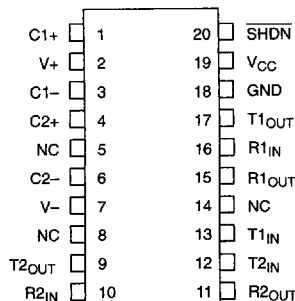 C1+ 1 20 SHDN
V+ 2 19 VCC
C1– 3 18 GND
C2+ 4 17 T1OUT
NC 5 16 R1IN
C2– 6 15 R1OUT
V– 7 14 NC
NC 8 13 T1IN
T2OUT 9 12 T2IN
R2IN 10 11 R2OUT